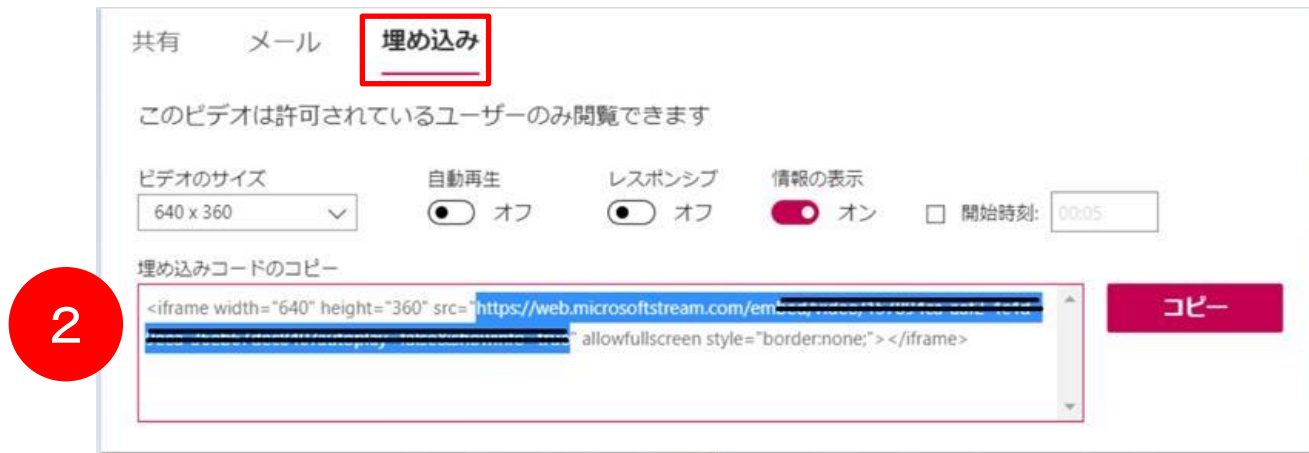 共有 メール 埋め込み
このビデオは許可されているユーザーのみ閲覧できます
ビデオのサイズ 自動再生 レスポンシブ 情報の表示
640 x 360 オフ オフ オン 開始時刻: 00:05
埋め込みコードのコピー
2
<iframe width="640" height="360" src="https://web.microsoftstream.com/
" allowfullscreen style="border:none;"></iframe>
コピー